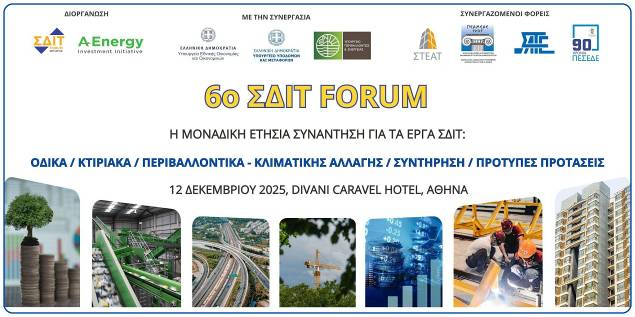 ΔΙΟΡΓΑΝΩΣΗ
ΜΕ ΤΗΝ ΣΥΝΕΡΓΑΣΙΑ
ΣΥΝΕΡΓΑΖΟΜΕΝΟΙ ΦΟΡΕΙΣ
ΣΔΙΤ
A-Energy
Investment Initiative
ΕΛΛΗΝΙΚΗ ΔΗΜΟΚΡΑΤΙΑ
Υπουργείο Εθνικής Οικονομίας
και Οικονομικών
ΕΛΛΗΝΙΚΗ ΔΗΜΟΚΡΑΤΙΑ
ΥΠΟΥΡΓΕΙΟ ΥΠΟΔΟΜΩΝ
ΚΑΙ ΜΕΤΑΦΟΡΩΝ
ΥΠΟΥΡΓΕΙΟ
ΠΕΡΙΒΑΛΛΟΝΤΟΣ
& ΕΝΕΡΓΕΙΑΣ
ΣΤΕΑΤ
ΣΑΤΕ
90
ΠΕΣΕΔΕ
6ο ΣΔΙΤ FORUM
Η ΜΟΝΑΔΙΚΗ ΕΤΗΣΙΑ ΣΥΝΑΝΤΗΣΗ ΓΙΑ ΤΑ ΕΡΓΑ ΣΔΙΤ:
ΟΔΙΚΑ / ΚΤΙΡΙΑΚΑ / ΠΕΡΙΒΑΛΛΟΝΤΙΚΑ - ΚΛΙΜΑΤΙΚΗΣ ΑΛΛΑΓΗΣ / ΣΥΝΤΗΡΗΣΗ / ΠΡΟΤΥΠΕΣ ΠΡΟΤΑΣΕΙΣ
12 ΔΕΚΕΜΒΡΙΟΥ 2025, DIVANI CARAVEL HOTEL, ΑΘΗΝΑ